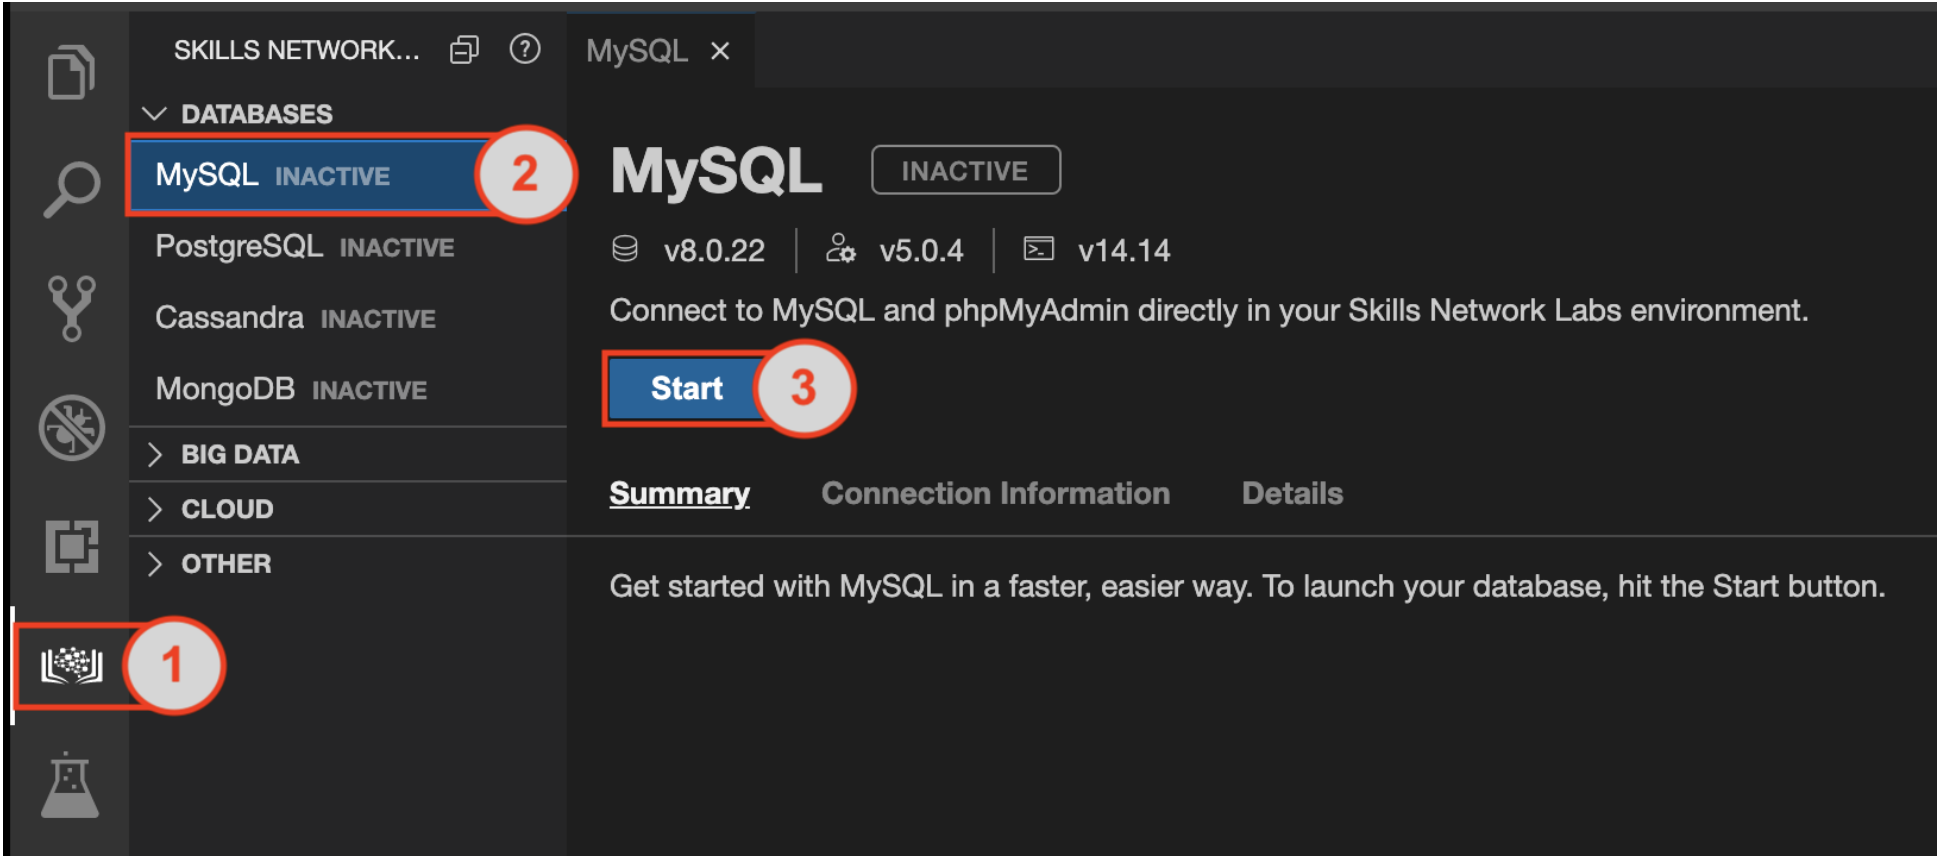 SKILLS NETWORK...
MySQL
DATABASES
MySQL INACTIVE
2
PostgreSQL INACTIVE
Cassandra INACTIVE
MongoDB INACTIVE
BIG DATA
CLOUD
OTHER
1
MySQL INACTIVE
v8.0.22 v5.0.4 v14.14
Connect to MySQL and phpMyAdmin directly in your Skills Network Labs environment.
Start
3
Summary Connection Information Details
Get started with MySQL in a faster, easier way. To launch your database, hit the Start button.